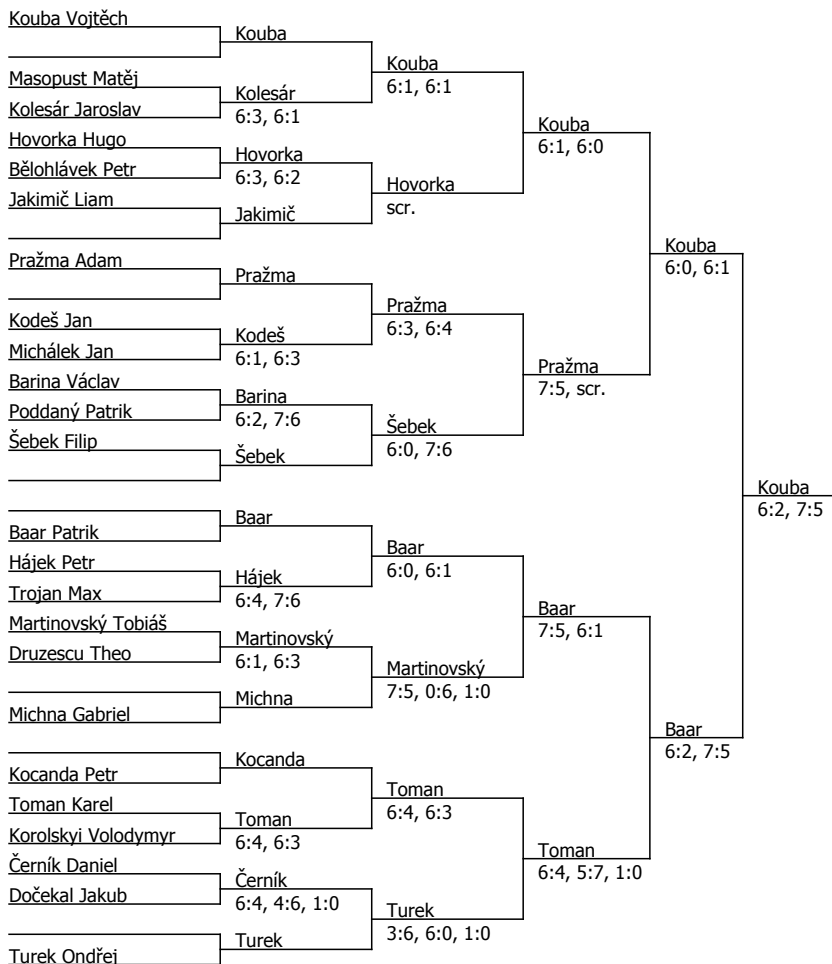 Kouba Vojtěch
Masopust Matěj
Kolesár Jaroslav
Hovorka Hugo
Bělohlávek Petr
Jakimič Liam
Pražma Adam
Kodeš Jan
Michálek Jan
Barina Václav
Poddaný Patrik
Šebek Filip
Baar Patrik
Hájek Petr
Trojan Max
Martinovský Tobiáš
Druzescu Theo
Michna Gabriel
Kocanda Petr
Toman Karel
Korolskyi Volodymyr
Černík Daniel
Dočekal Jakub
Turek Ondřej
Kouba
Kolesár
6:3, 6:1
Hovorka
6:3, 6:2
Jakimič
Pražma
Kodeš
6:1, 6:3
Barina
6:2, 7:6
Šebek
Baar
Hájek
6:4, 7:6
Martinovský
6:1, 6:3
Michna
Kocanda
Toman
6:4, 6:3
Černík
6:4, 4:6, 1:0
Turek
Kouba
6:1, 6:1
Hovorka
scr.
Pražma
6:3, 6:4
Šebek
6:0, 7:6
Baar
6:0, 6:1
Martinovský
7:5, 0:6, 1:0
Toman
6:4, 6:3
Turek
3:6, 6:0, 1:0
Kouba
6:1, 6:0
Pražma
7:5, scr.
Baar
7:5, 6:1
Toman
6:4, 5:7, 1:0
Kouba
6:0, 6:1
Baar
6:2, 7:5
Kouba
6:2, 7:5